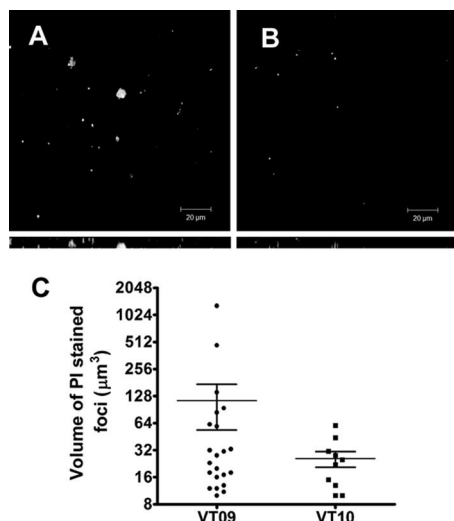 A
B
20 µm
20 µm
C
Volume of PI stained
foci (µm³)
2048
1024
512
256
128
64
32
16
8
VT09
VT10